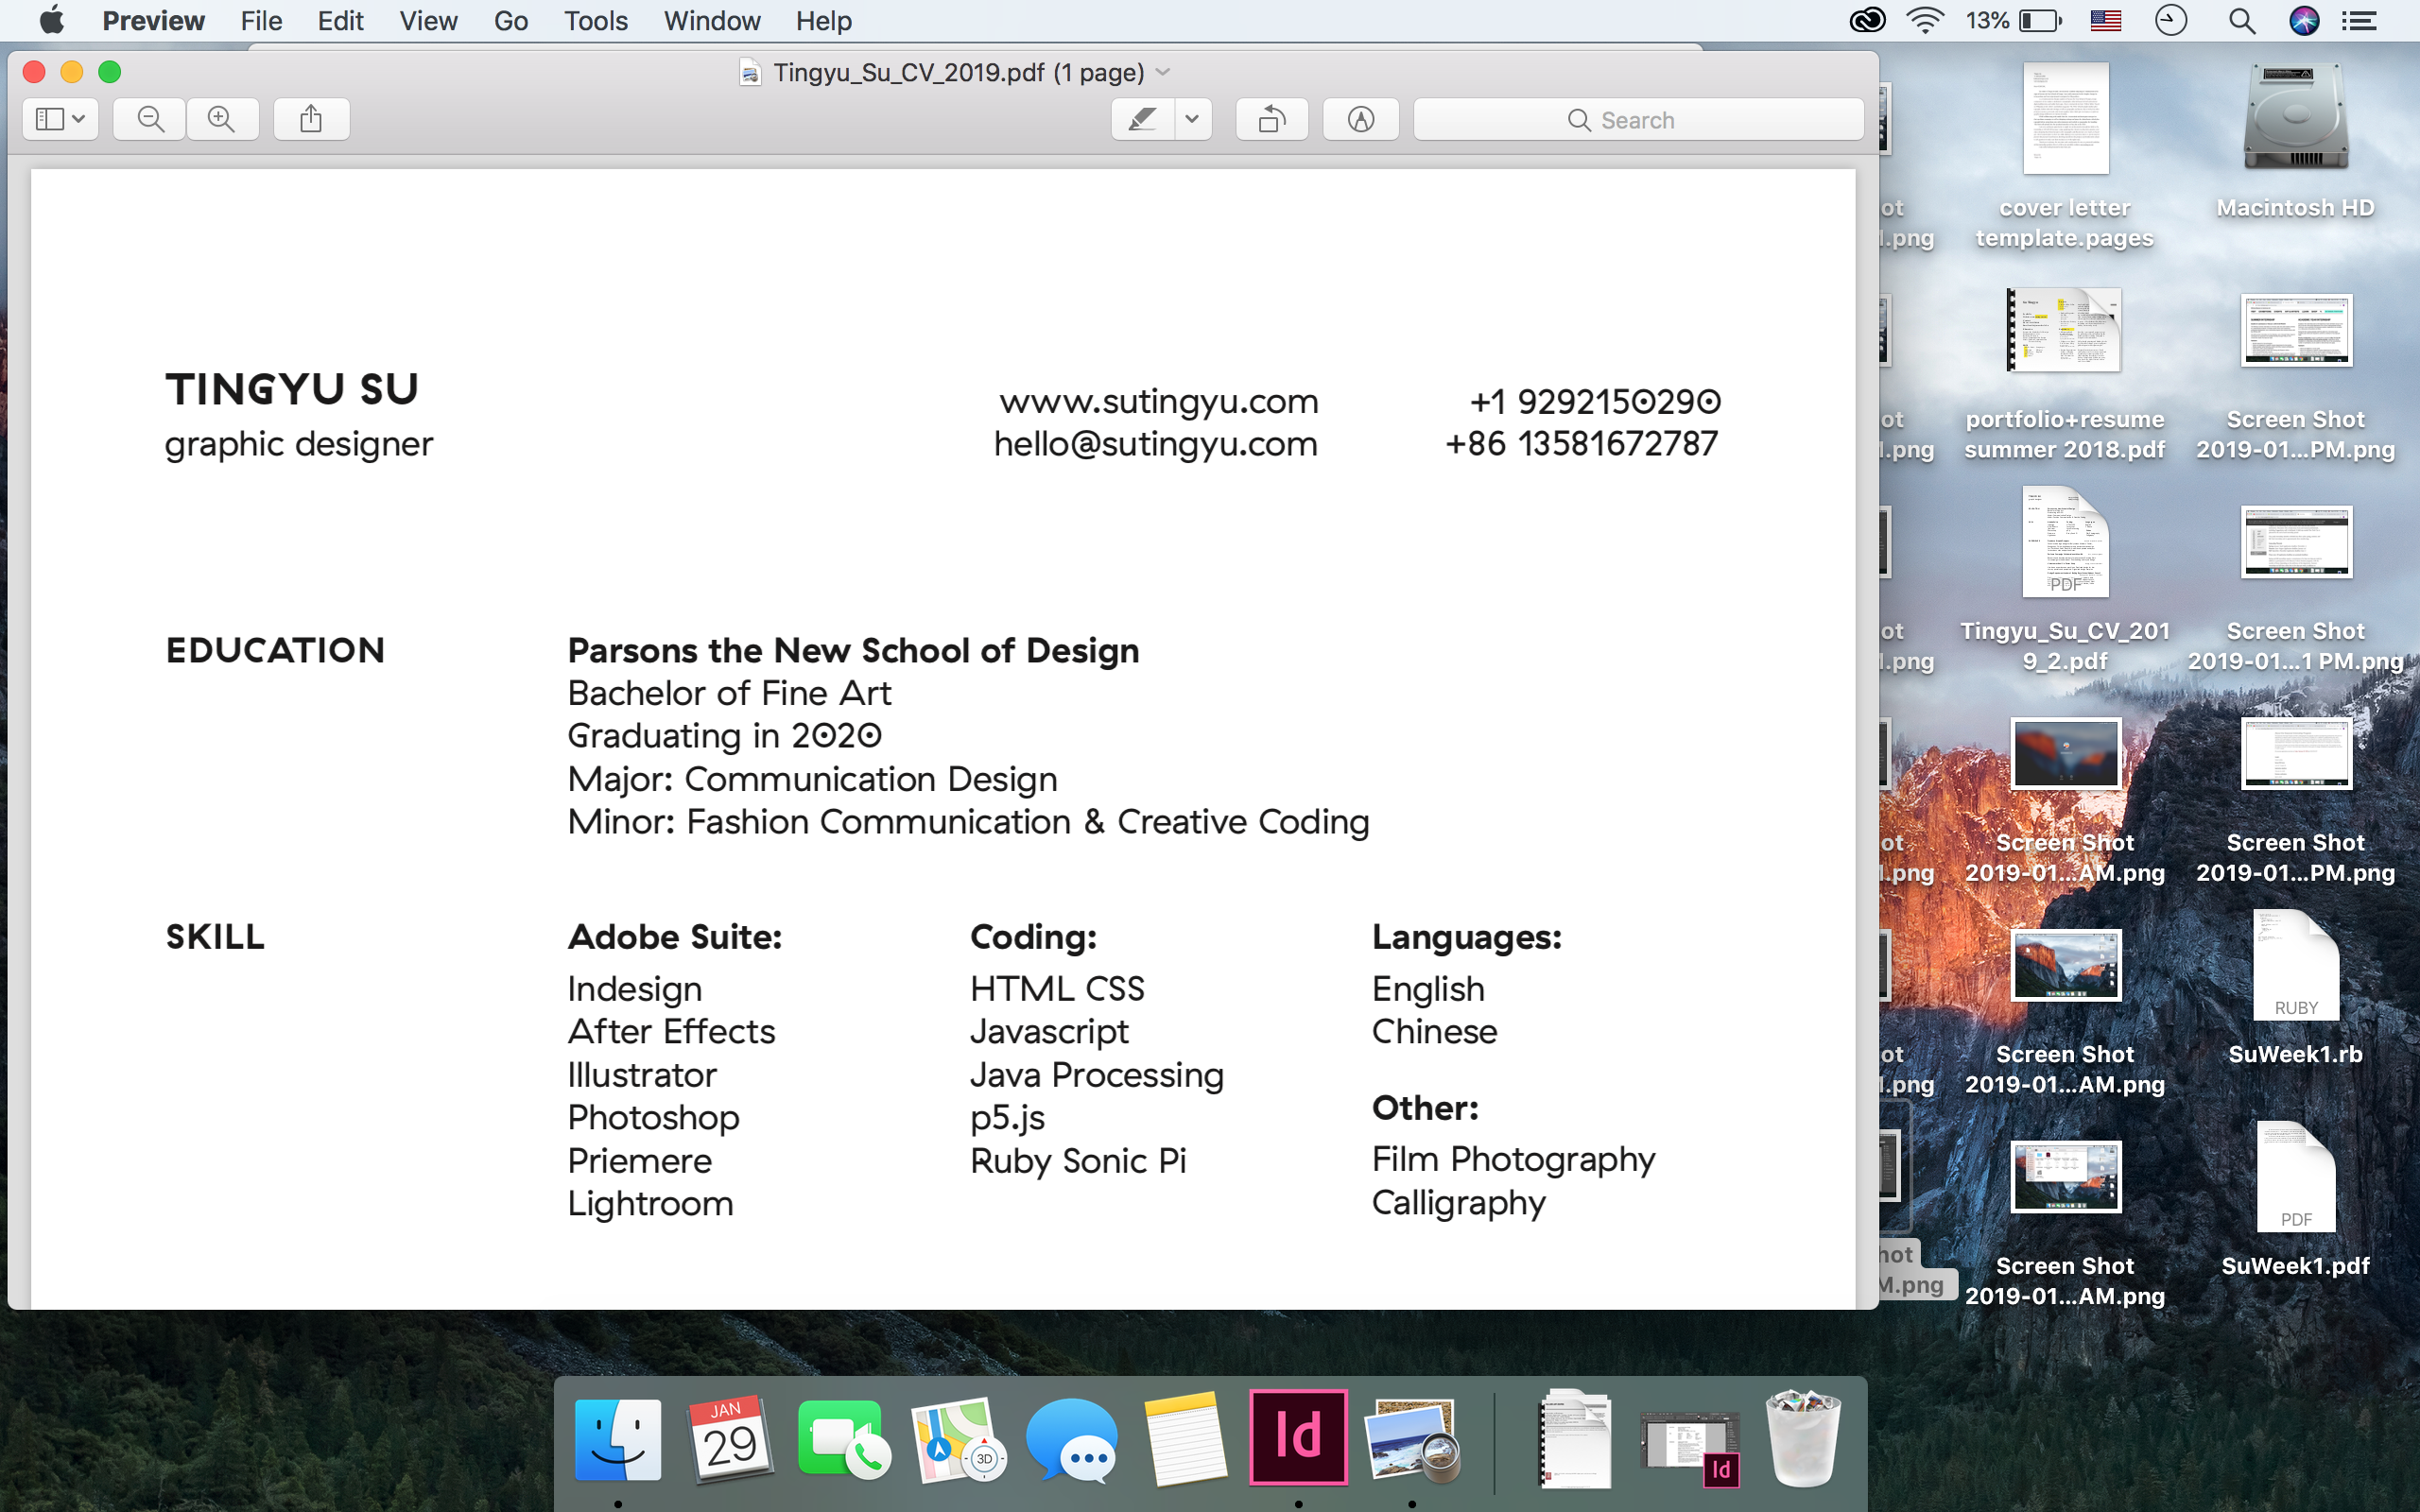 Preview File Edit View Go Tools Window Help 13%
Tingyu_Su_CV_2019.pdf (1 page)
Search
TINGYU SU
graphic designer
www.sutingyu.com
hello@sutingyu.com
+1 9292150290
+86 13581672787
EDUCATION
Parsons the New School of Design
Bachelor of Fine Art
Graduating in 2020
Major: Communication Design
Minor: Fashion Communication & Creative Coding
SKILL
Adobe Suite:
Indesign
After Effects
Illustrator
Photoshop
Priemere
Lightroom
Coding:
HTML CSS
Javascript
Java Processing
p5.js
Ruby Sonic Pi
Languages:
English
Chinese
Other:
Film Photography
Calligraphy
ot
.png
ot
.png
ot
.png
ot
.png
ot
.png
hot
M.png
cover letter
template.pages
portfolio+resume
summer 2018.pdf
PDF
Tingyu_Su_CV_201
9_2.pdf
Screen Shot
2019-01...AM.png
Screen Shot
2019-01...AM.png
Screen Shot
2019-01...AM.png
Macintosh HD
Screen Shot
2019-01...PM.png
Screen Shot
2019-01...1 PM.png
Screen Shot
2019-01...PM.png
RUBY
SuWeek1.rb
PDF
SuWeek1.pdf
JAN
29
3D
Id
Id